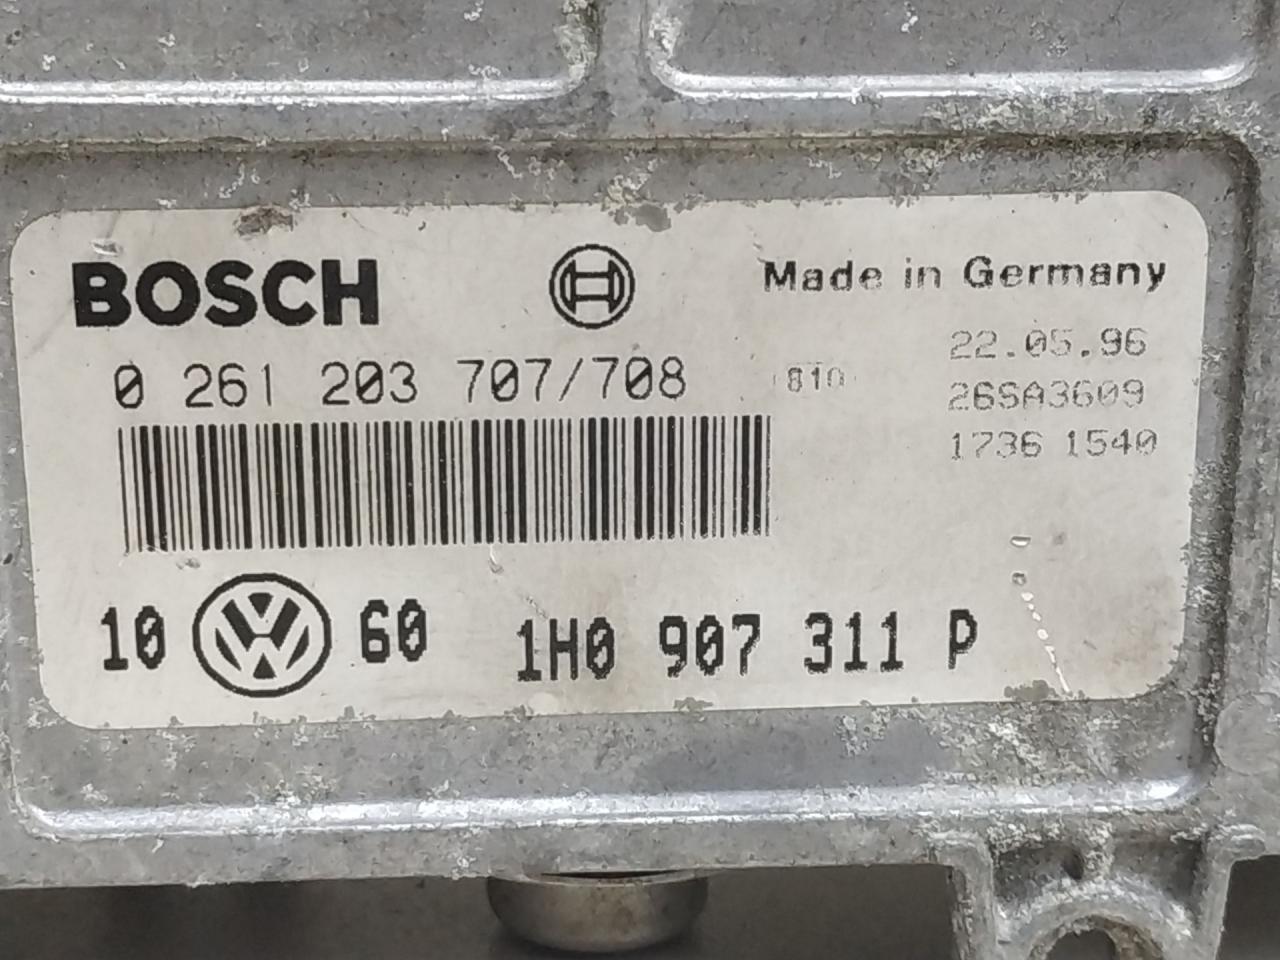 BOSCH
Made in Germany
22.05.96
0 261 203 707/708
810
26SA3609
1736 1540
10 VW 60 1H0 907 311 P